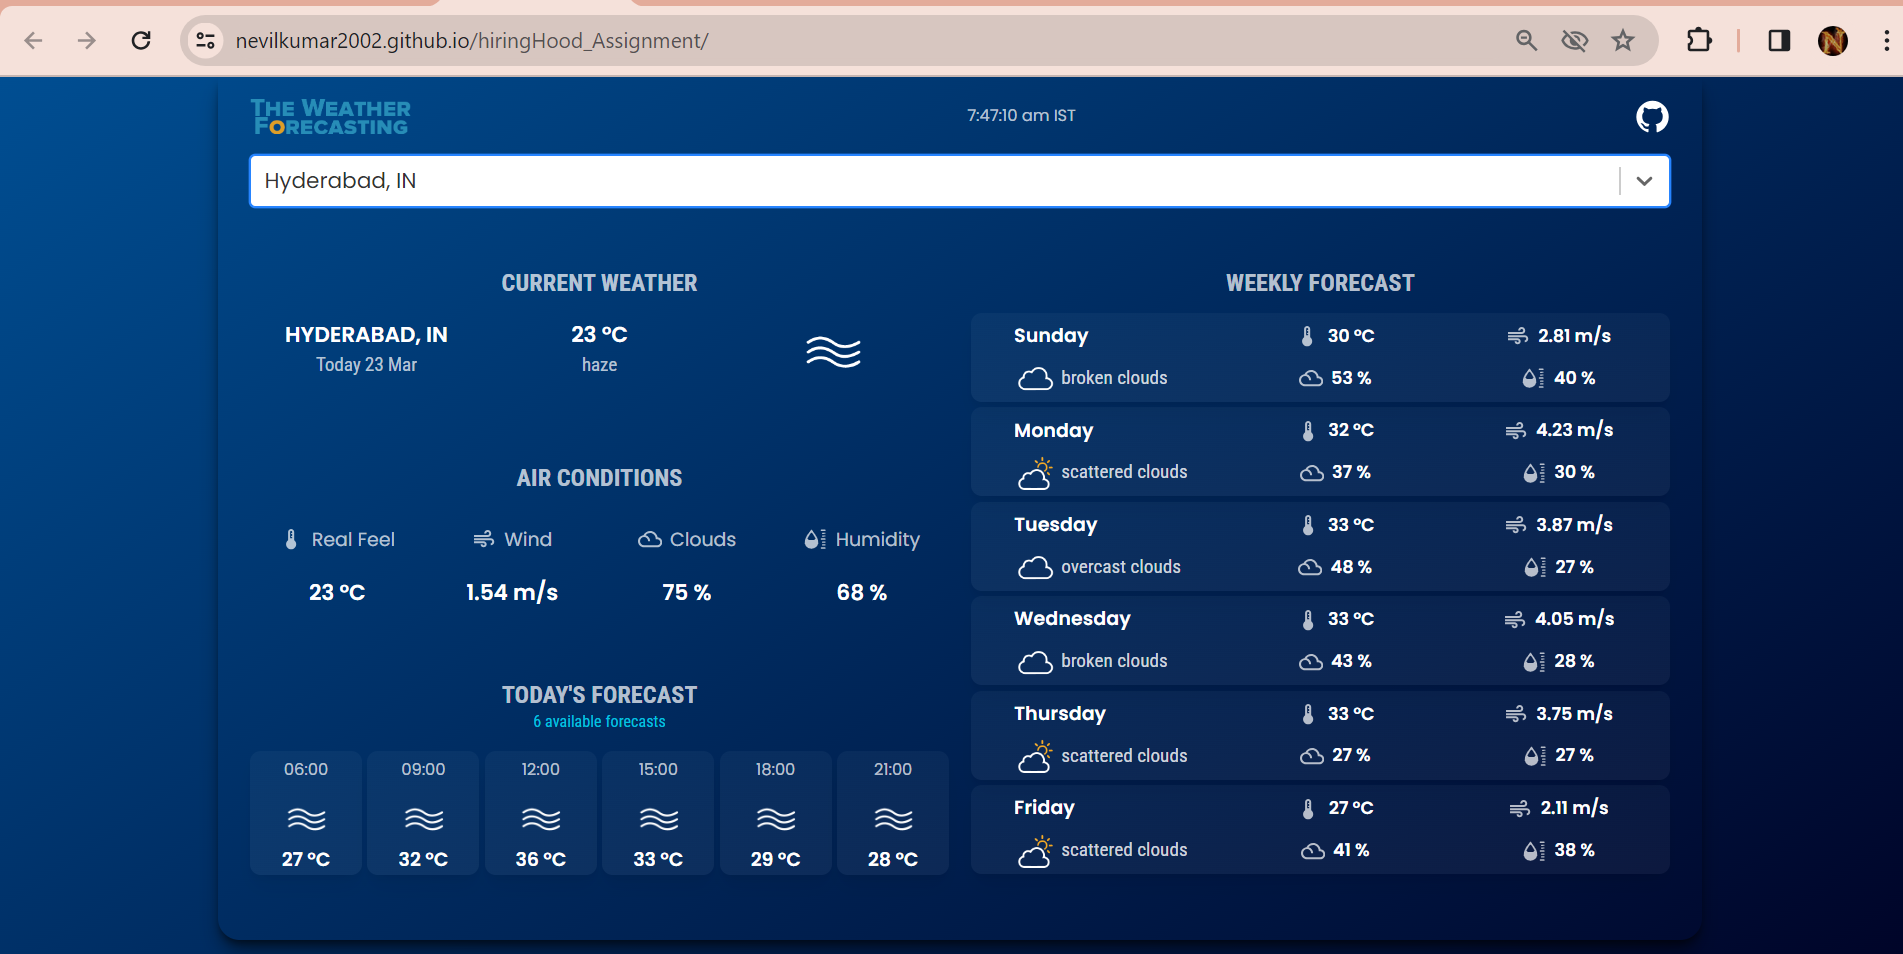 nevilkumar2002.github.io/hiringHood_Assignment/
THE WEATHER
FORECASTING
7:47:10 am IST
Hyderabad, IN
CURRENT WEATHER
HYDERABAD, IN
Today 23 Mar
23 °C
haze
AIR CONDITIONS
Real Feel
Wind
Clouds
Humidity
23 °C
1.54 m/s
75 %
68 %
TODAY'S FORECAST
6 available forecasts
06:00
09:00
12:00
15:00
18:00
21:00
27 °C
32 °C
36 °C
33 °C
29 °C
28 °C
WEEKLY FORECAST
Sunday
30 °C
2.81 m/s
broken clouds
53 %
40 %
Monday
32 °C
4.23 m/s
scattered clouds
37 %
30 %
Tuesday
33 °C
3.87 m/s
overcast clouds
48 %
27 %
Wednesday
33 °C
4.05 m/s
broken clouds
43 %
28 %
Thursday
33 °C
3.75 m/s
scattered clouds
27 %
27 %
Friday
27 °C
2.11 m/s
scattered clouds
41 %
38 %